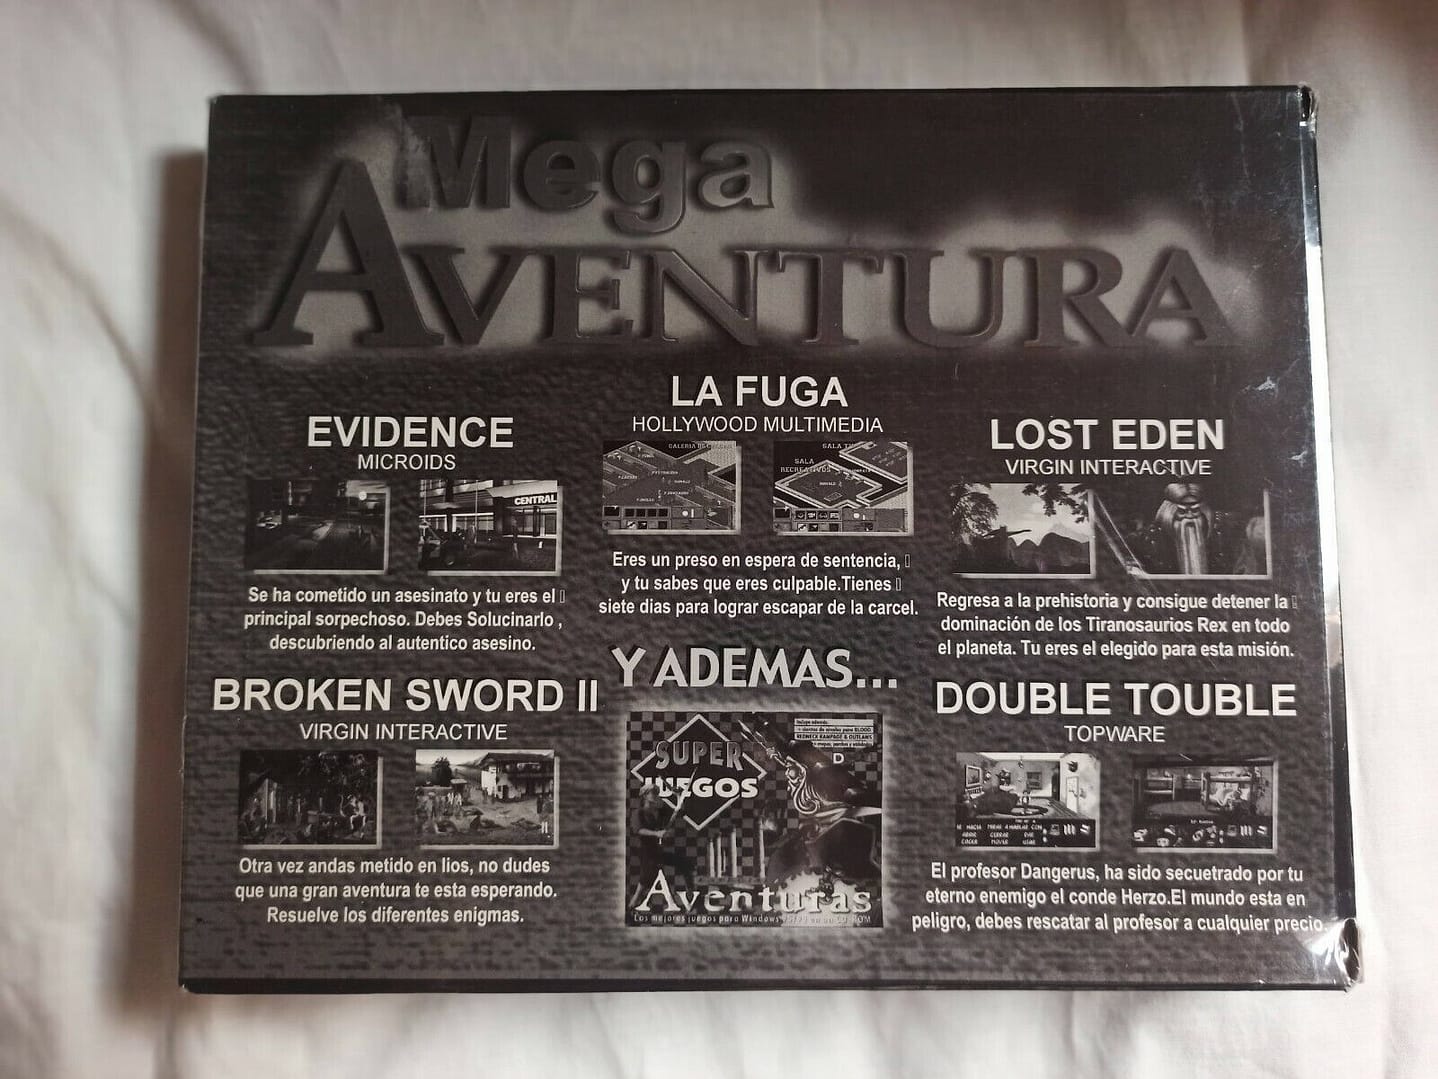 Mega
AVENTURA
LA FUGA
HOLLYWOOD MULTIMEDIA
Eres un preso en espera de sentencia,
y tu sabes que eres culpable.Tienes
siete dias para lograr escapar de la carcel.
EVIDENCE
MICROIDS
CENTRAL
Se ha cometido un asesinato y tu eres el
principal sorpechoso. Debes Solucinarlo ,
descubriendo al autentico asesino.
LOST EDEN
VIRGIN INTERACTIVE
Regresa a la prehistoria y consigue detener la
dominación de los Tiranosaurios Rex en todo
el planeta. Tu eres el elegido para esta misión.
BROKEN SWORD II
VIRGIN INTERACTIVE
Otra vez andas metido en lios, no dudes
que una gran aventura te esta esperando.
Resuelve los diferentes enigmas.
Y ADEMAS...
SUPER
JUEGOS
D
Aventuras
Los mejores juegos para Windows
DOUBLE TOUBLE
TOPWARE
El profesor Dangerus, ha sido secuetrado por tu
eterno enemigo el conde Herzo.El mundo esta en
peligro, debes rescatar al profesor a cualquier precio.